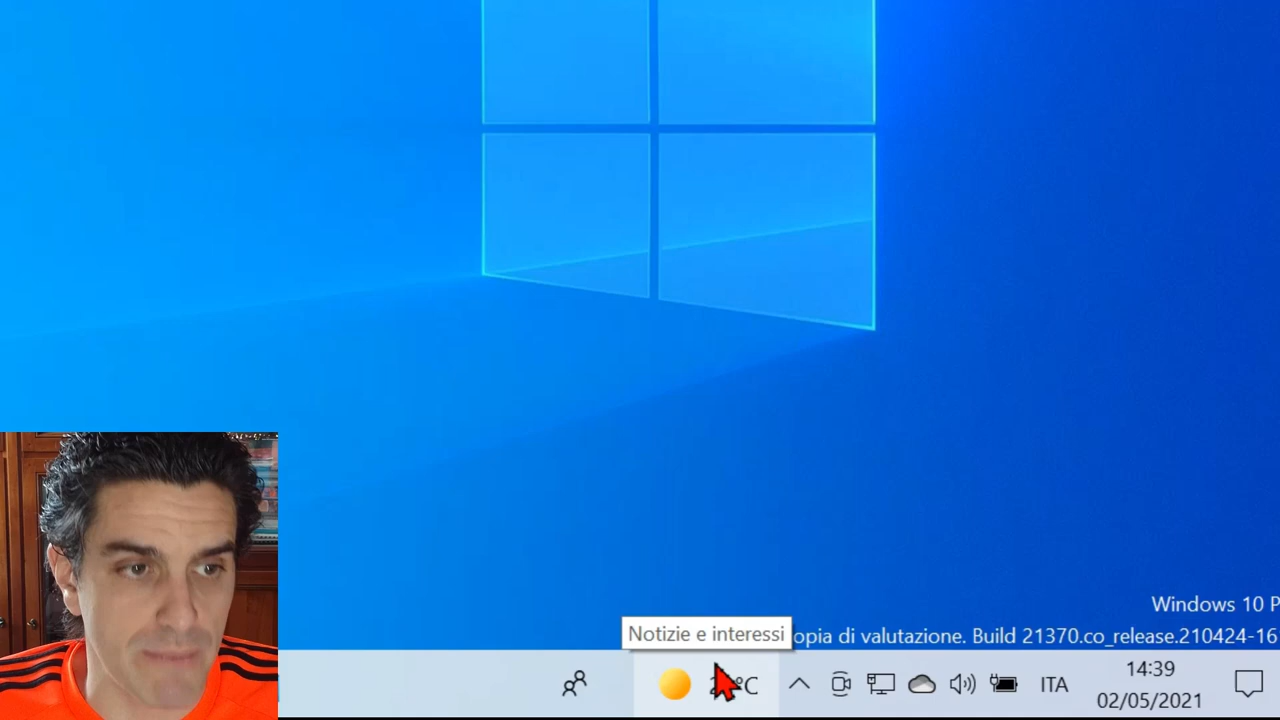 Windows 10 P
Notizie e interessi
opia di valutazione. Build 21370.co_release.210424-16
°C
ITA
14:39
02/05/2021